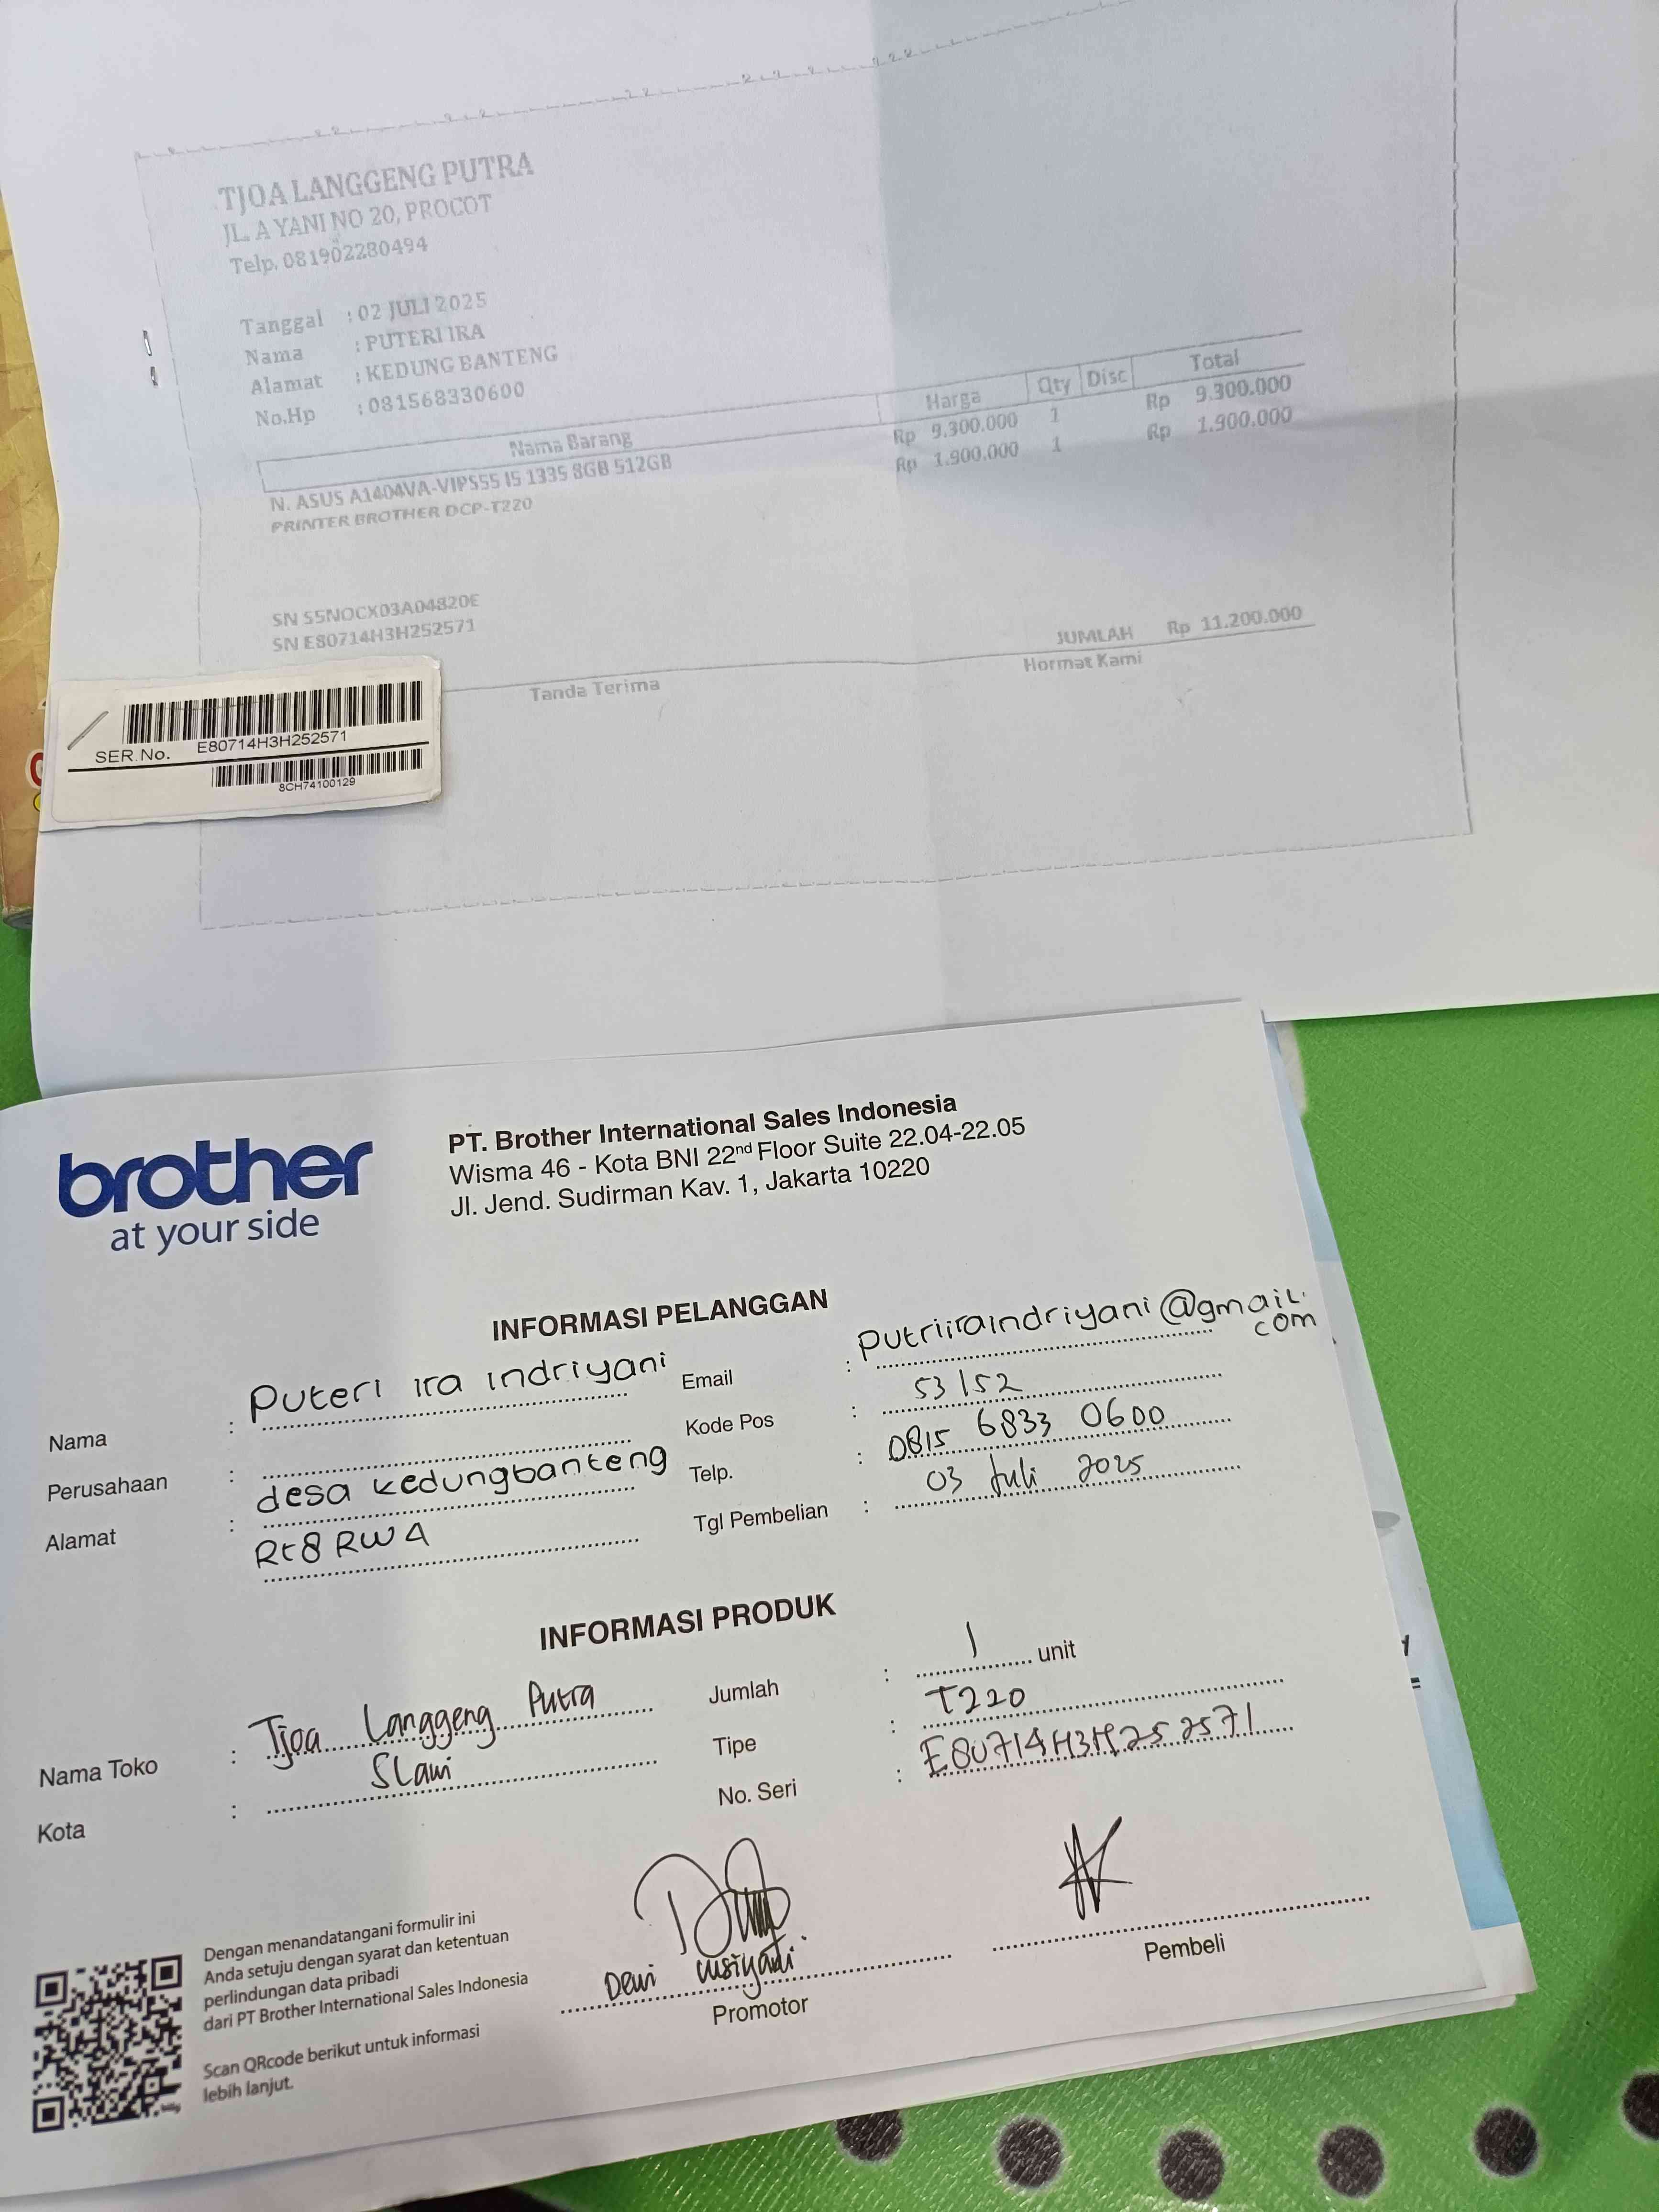 TJOA LANGGENG PUTRA
JL. A YANI NO 20, PROCOT
Telp. 081902280494
Tanggal : 02 JULI 2025
Nama : PUTERI IRA
Alamat : KEDUNG BANTENG
No.Hp : 081568330600
Nama Barang Harga Qty Disc Total
N. ASUS A1404VA-VIPS55 I5 1335 8GB 512GB Rp 9.300.000 1 Rp 9.300.000
PRINTER BROTHER DCP-T220 Rp 1.900.000 1 Rp 1.900.000
SN S5NOCX03A04820E
SN E80714H3H252571
JUMLAH Rp 11.200.000
Tanda Terima Hormat Kami
SER.No. E80714H3H252571
8CH74100129
brother
at your side
PT. Brother International Sales Indonesia
Wisma 46 - Kota BNI 22nd Floor Suite 22.04-22.05
Jl. Jend. Sudirman Kav. 1, Jakarta 10220
INFORMASI PELANGGAN
Nama : Puteri ira indriyani
Perusahaan :
Alamat : desa kedungbanteng
Rt8 RW4
Email : putriiraindriyani@gmail.
com
Kode Pos : 53152
Telp. : 0815 6833 0600
Tgl Pembelian : 03 Juli 2025
INFORMASI PRODUK
Nama Toko : Tjoa Langgeng Putra
Kota : Slawi
Jumlah : 1 unit
Tipe : T220
No. Seri : E80714H3H252571
Dengan menandatangani formulir ini
Anda setuju dengan syarat dan ketentuan
perlindungan data pribadi
dari PT Brother International Sales Indonesia
Scan QRcode berikut untuk informasi
lebih lanjut.
Dewi
Promotor
Pembeli